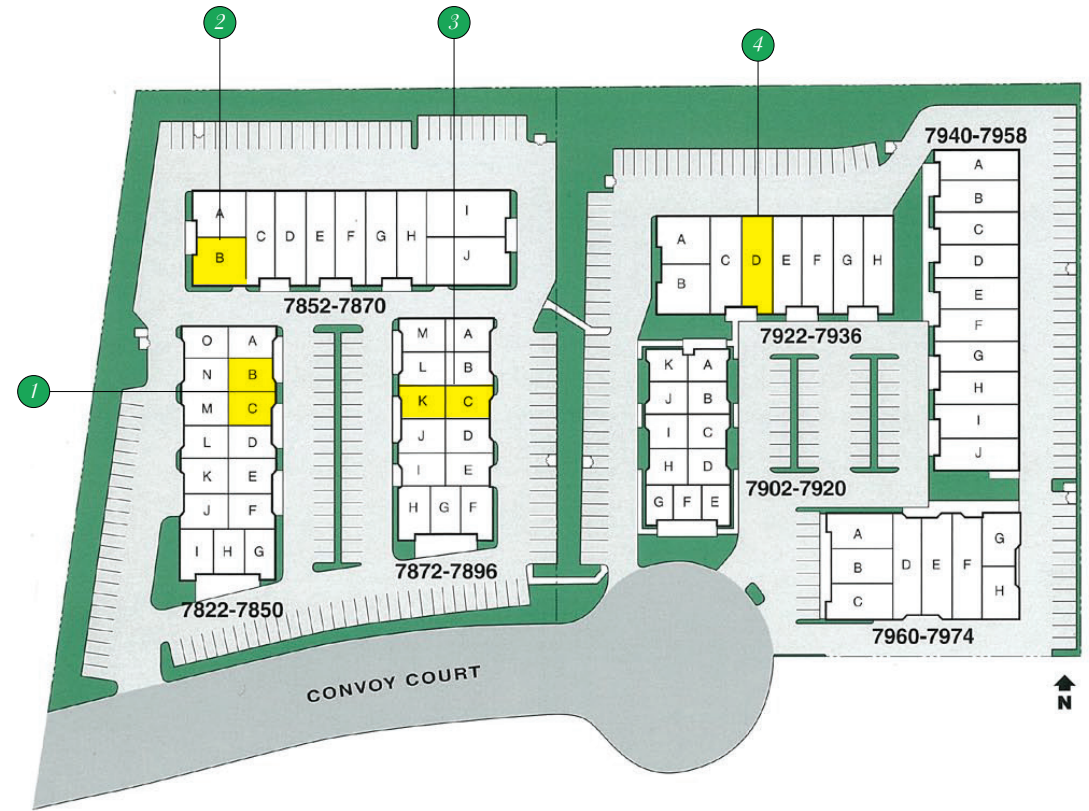 2
3
4
7940-7958
A
B
C
D
E
F
G
H
I
J
A
B
C
D
E
F
G
H
I
J
7852-7870
A
B
C
D
E
F
G
H
7922-7936
1
O A
N B
M C
L D
K E
J F
I H G
7822-7850
M A
L B
K C
J D
I E
H G F
7872-7896
K A
J B
I C
H D
G F E
7902-7920
A
B
C
D
E
F
G
H
7960-7974
CONVOY COURT
N